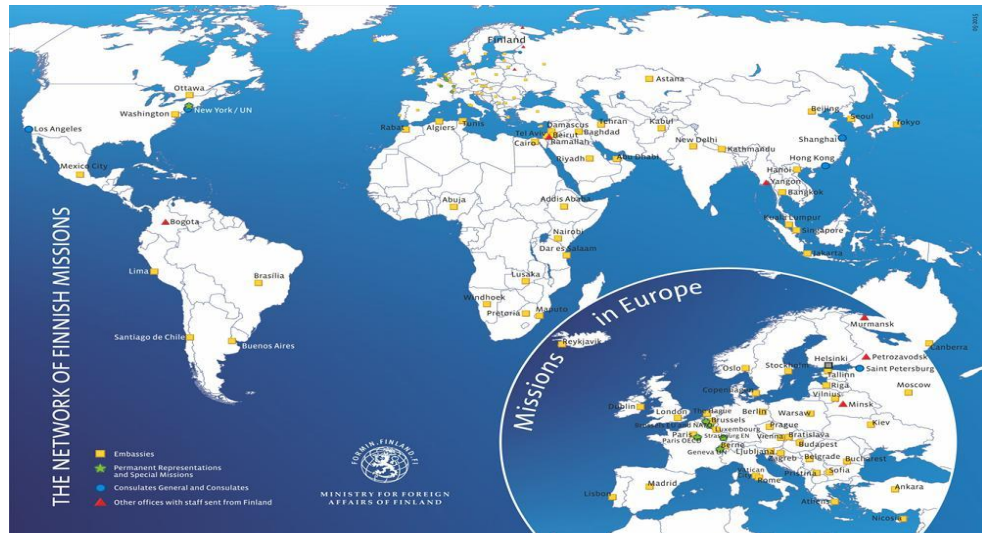 THE NETWORK OF FINNISH MISSIONS
Finland
Ottawa
New York / UN
Washington
Los Angeles
Mexico City
Bogota
Lima
Brasília
Santiago de Chile
Buenos Aires
Rabat
Algiers
Tunis
Tel Aviv
Cairo
Damascus
Beirut
Ramallah
Baghdad
Tehran
Riyadh
Abu Dhabi
Kabul
Astana
New Delhi
Kathmandu
Beijing
Seoul
Tokyo
Shanghai
Hong Kong
Hanoi
Yangon
Bangkok
Kuala Lumpur
Singapore
Jakarta
Canberra
Abuja
Addis Ababa
Nairobi
Dar es Salaam
Lusaka
Windhoek
Pretoria
Maputo
Missions in Europe
Reykjavik
Murmansk
Petrozavodsk
Helsinki
Saint Petersburg
Oslo
Stockholm
Tallinn
Riga
Vilnius
Moscow
Copenhagen
Minsk
Dublin
London
The Hague
Berlin
Warsaw
Kiev
Brussels
Brussels EU and NATO
Luxembourg
Prague
Paris
Paris OECD
Strasbourg EN
Vienna
Bratislava
Budapest
Berne
Geneva UN
Ljubljana
Zagreb
Belgrade
Bucharest
Pristina
Sofia
Vatican
City
Rome
Madrid
Lisbon
Athens
Ankara
Nicosia
Embassies
Permanent Representations
and Special Missions
Consulates General and Consulates
Other offices with staff sent from Finland
FORMIN.FINLAND.FI
MINISTRY FOR FOREIGN
AFFAIRS OF FINLAND